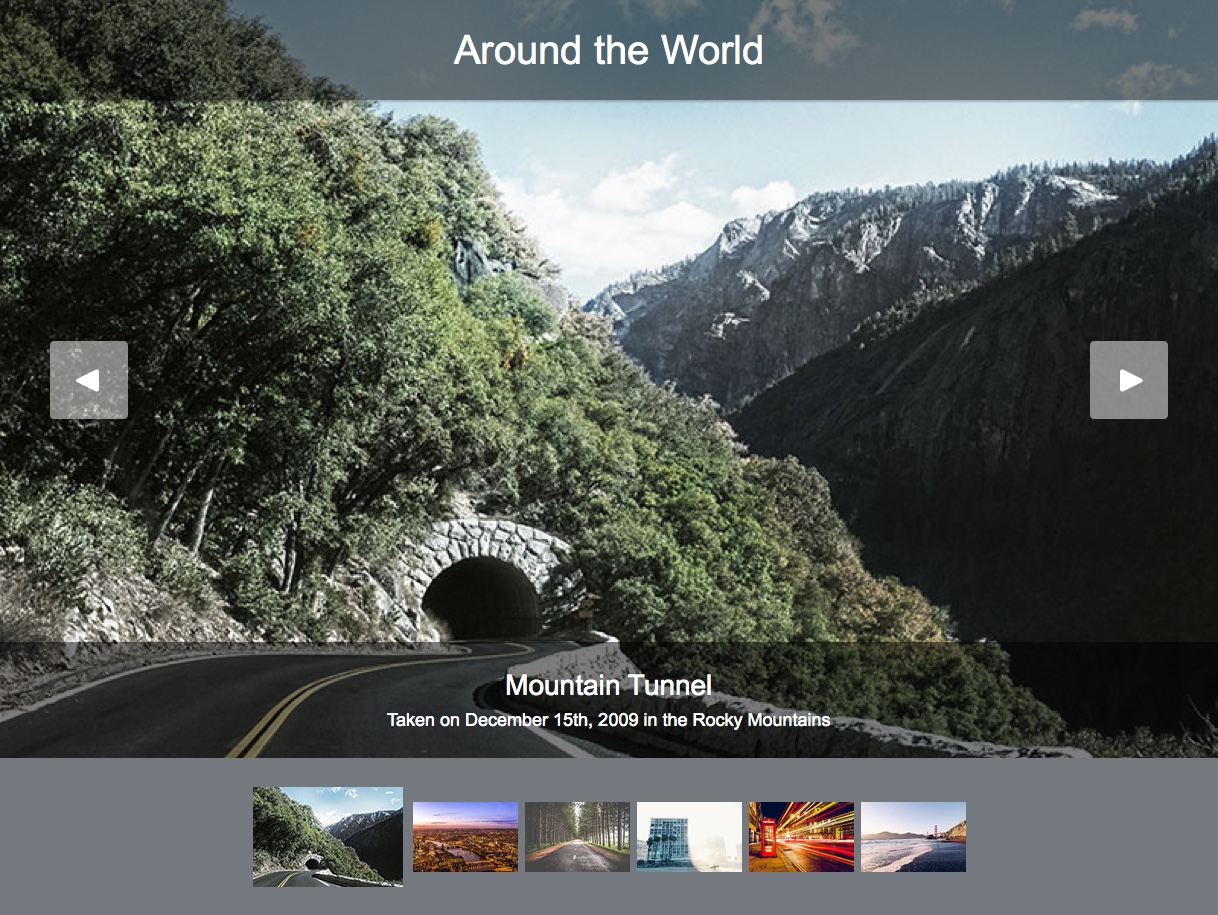 Around the World
Mountain Tunnel
Taken on December 15th, 2009 in the Rocky Mountains